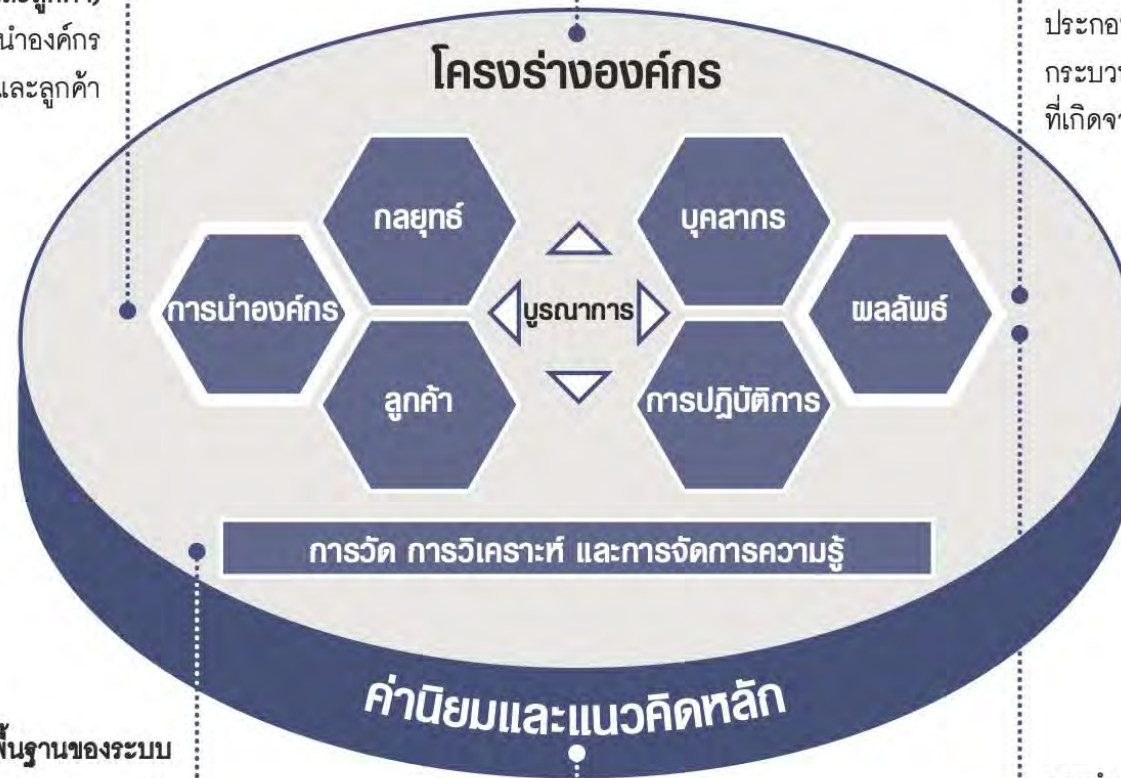 นำองค์กร
และลูกค้า
โครงร่างองค์กร
กระบวน
ที่เกิดจา
กลยุทธ์
บุคลากร
การนำองค์กร
บูรณาการ
ผลลัพธ์
ลูกค้า
การปฏิบัติการ
การวัด การวิเคราะห์ และการจัดการความรู้
ค่านิยมและแนวคิดหลัก
พื้นฐานของระบบ